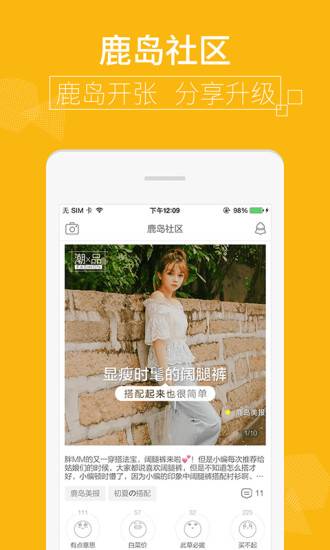 鹿岛社区
鹿岛开张 分享升级
无 SIM 卡
下午12:09
98%
鹿岛社区
潮×品
FASHION
显瘦时髦的阔腿裤
搭配起来也很简单
鹿岛美报
1/10
胖MM的又一穿搭法宝，阔腿裤来啦💕！但是小编每次推荐给
姑娘们的时候，大家都说喜欢阔腿裤，但是不知道怎么搭才
好，小编顿时懵了，因为小编的印象中阔腿裤搭配衬衫啊、…
鹿岛美报
初夏の搭配
11
111
57
32
225
有点意思
白菜价
此草必拔
买不起